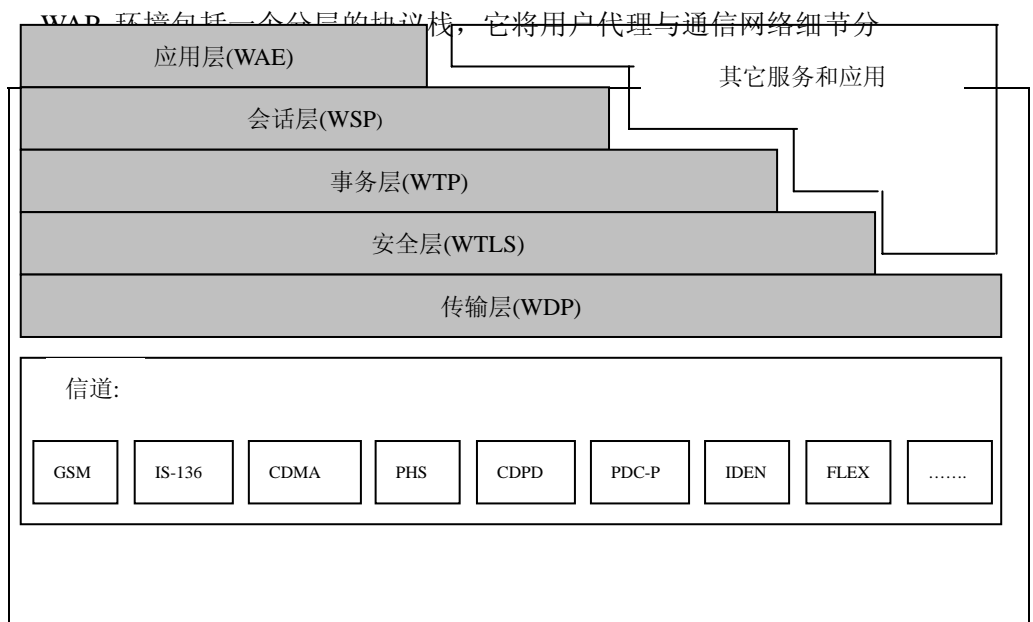 WAP 环境包括一个分层的协议栈，它将用户代理与通信网络细节分
应用层(WAE)
其它服务和应用
会话层(WSP)
事务层(WTP)
安全层(WTLS)
传输层(WDP)
信道:
GSM IS-136 CDMA PHS CDPD PDC-P IDEN FLEX …….